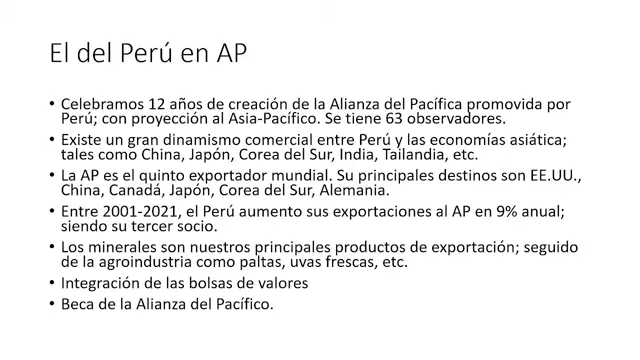 El del Perú en AP
• Celebramos 12 años de creación de la Alianza del Pacífica promovida por
Perú; con proyección al Asia-Pacífico. Se tiene 63 observadores.
• Existe un gran dinamismo comercial entre Perú y las economías asiática;
tales como China, Japón, Corea del Sur, India, Tailandia, etc.
• La AP es el quinto exportador mundial. Su principales destinos son EE.UU.,
China, Canadá, Japón, Corea del Sur, Alemania.
• Entre 2001-2021, el Perú aumento sus exportaciones al AP en 9% anual;
siendo su tercer socio.
• Los minerales son nuestros principales productos de exportación; seguido
de la agroindustria como paltas, uvas frescas, etc.
• Integración de las bolsas de valores
• Beca de la Alianza del Pacífico.